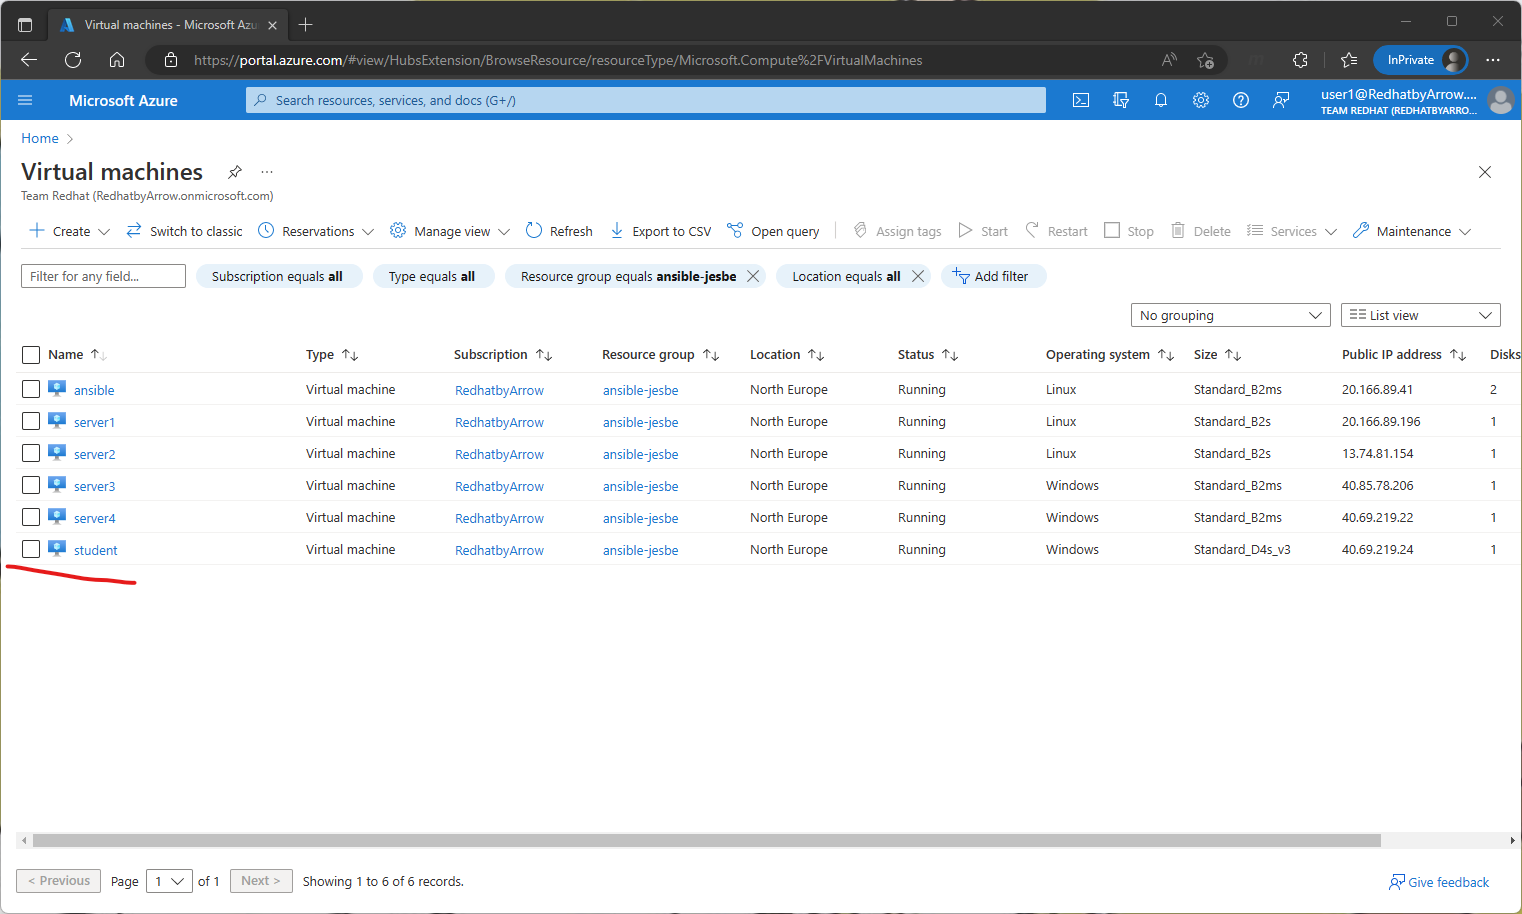 Virtual machines - Microsoft Azu
https://portal.azure.com/#view/HubsExtension/BrowseResource/resourceType/Microsoft.Compute%2FVirtualMachines
InPrivate
Microsoft Azure
Search resources, services, and docs (G+/)
user1@RedhatbyArrow....
TEAM REDHAT (REDHATBYARRO...
Home
Virtual machines
Team Redhat (RedhatbyArrow.onmicrosoft.com)
Create Switch to classic Reservations Manage view Refresh Export to CSV Open query Assign tags Start Restart Stop Delete Services Maintenance
Filter for any field... Subscription equals all Type equals all Resource group equals ansible-jesbe Location equals all Add filter
No grouping List view
Name Type Subscription Resource group Location Status Operating system Size Public IP address Disks
ansible Virtual machine RedhatbyArrow ansible-jesbe North Europe Running Linux Standard_B2ms 20.166.89.41 2
server1 Virtual machine RedhatbyArrow ansible-jesbe North Europe Running Linux Standard_B2s 20.166.89.196 1
server2 Virtual machine RedhatbyArrow ansible-jesbe North Europe Running Linux Standard_B2s 13.74.81.154 1
server3 Virtual machine RedhatbyArrow ansible-jesbe North Europe Running Windows Standard_B2ms 40.85.78.206 1
server4 Virtual machine RedhatbyArrow ansible-jesbe North Europe Running Windows Standard_B2ms 40.69.219.22 1
student Virtual machine RedhatbyArrow ansible-jesbe North Europe Running Windows Standard_D4s_v3 40.69.219.24 1
< Previous Page 1 of 1 Next > Showing 1 to 6 of 6 records.
Give feedback